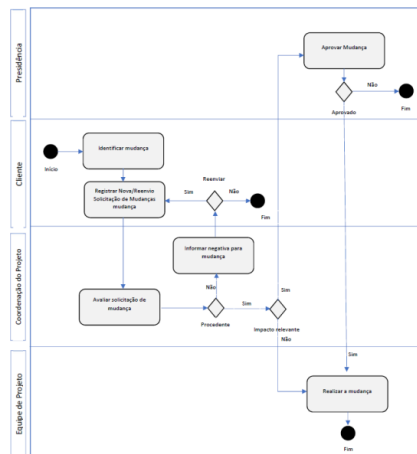 Presidência
Aprovar Mudança
Não
Aprovado
Fim
Cliente
Início
Identificar mudança
Registrar Nova/Reenvio
Solicitação de Mudanças
mudança
Sim
Reenviar
Não
Fim
Coordenação do Projeto
Informar negativa para
mudança
Avaliar solicitação de
mudança
Não
Procedente
Sim
Sim
Impacto relevante
Não
Equipe de Projeto
Sim
Realizar a mudança
Fim